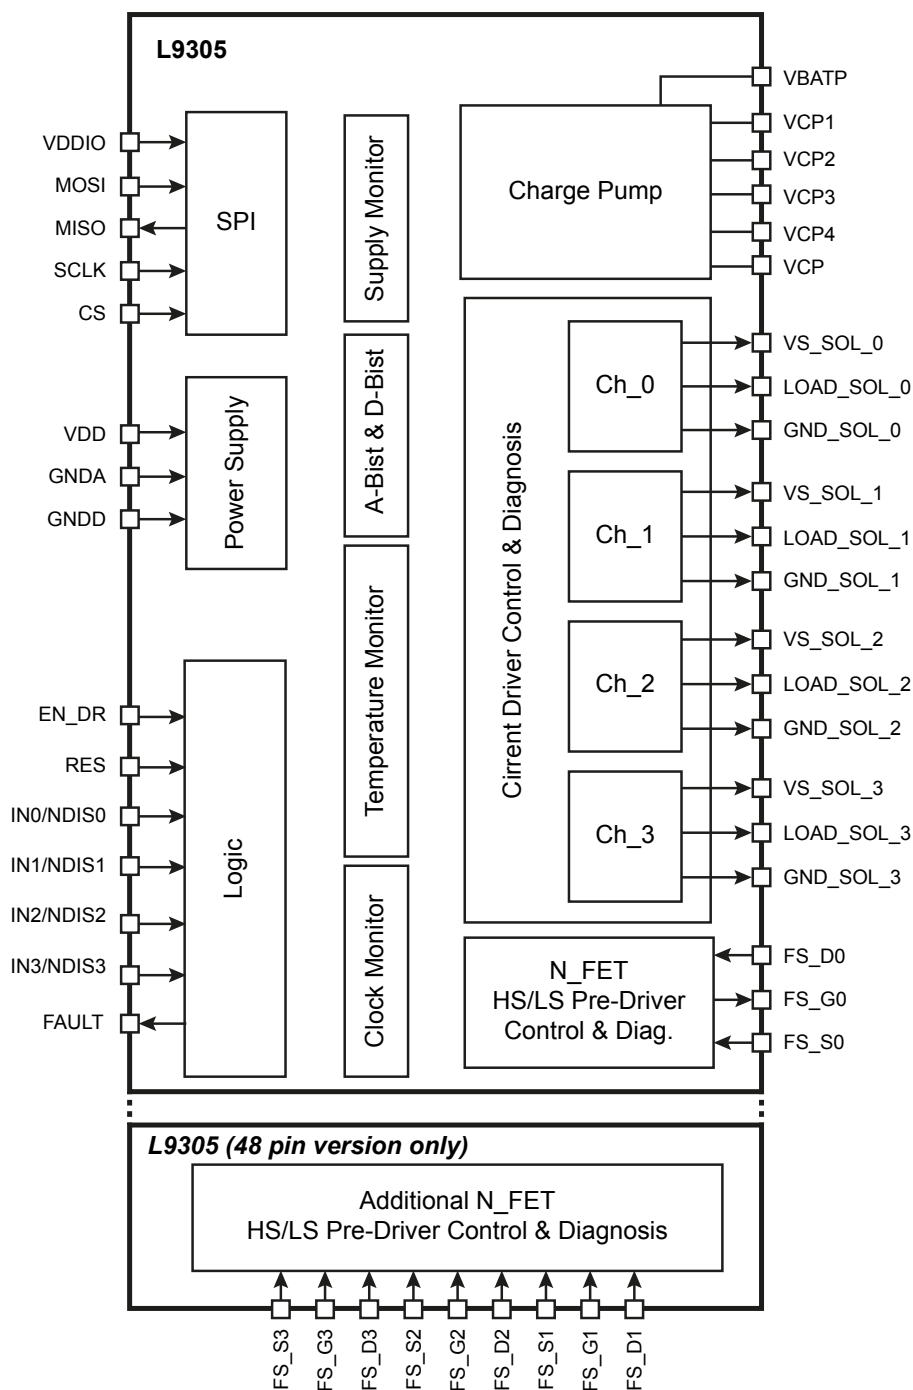 L9305
VDDIO
MOSI
MISO
SCLK
CS
SPI
VDD
GNDA
GNDD
Power Supply
EN_DR
RES
IN0/NDIS0
IN1/NDIS1
IN2/NDIS2
IN3/NDIS3
FAULT
Logic
Supply Monitor
A-Bist & D-Bist
Temperature Monitor
Clock Monitor
Charge Pump
VBATP
VCP1
VCP2
VCP3
VCP4
VCP
Cirrent Driver Control & Diagnosis
Ch_0
VS_SOL_0
LOAD_SOL_0
GND_SOL_0
Ch_1
VS_SOL_1
LOAD_SOL_1
GND_SOL_1
Ch_2
VS_SOL_2
LOAD_SOL_2
GND_SOL_2
Ch_3
VS_SOL_3
LOAD_SOL_3
GND_SOL_3
N_FET
HS/LS Pre-Driver
Control & Diag.
FS_D0
FS_G0
FS_S0
L9305 (48 pin version only)
Additional N_FET
HS/LS Pre-Driver Control & Diagnosis
FS_S3
FS_G3
FS_D3
FS_S2
FS_G2
FS_D2
FS_S1
FS_G1
FS_D1